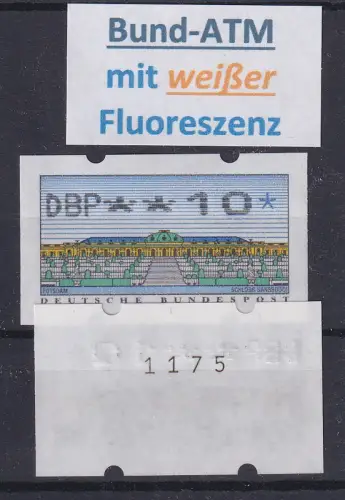 Bund-ATM
mit weißer
Fluoreszenz
DBP**10*
POTSDAM SCHLOSS SANSSOUCI
DEUTSCHE BUNDESPOST
1175